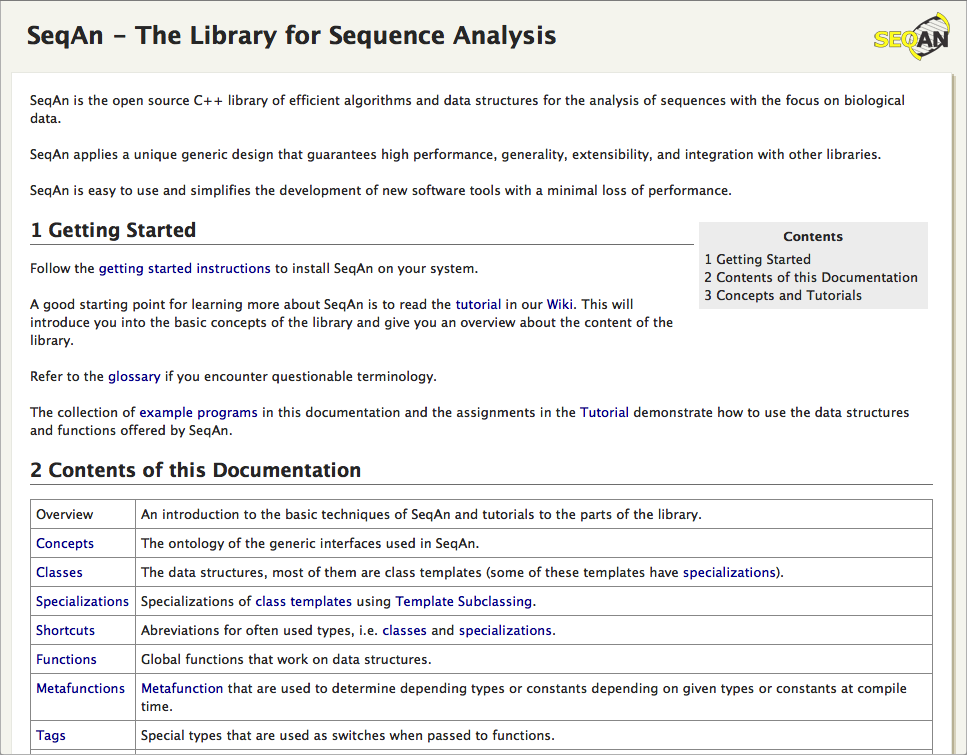 SeqAn – The Library for Sequence Analysis
SEQAN
SeqAn is the open source C++ library of efficient algorithms and data structures for the analysis of sequences with the focus on biological
data.
SeqAn applies a unique generic design that guarantees high performance, generality, extensibility, and integration with other libraries.
SeqAn is easy to use and simplifies the development of new software tools with a minimal loss of performance.
1 Getting Started
Contents
1 Getting Started
2 Contents of this Documentation
3 Concepts and Tutorials
Follow the getting started instructions to install SeqAn on your system.
A good starting point for learning more about SeqAn is to read the tutorial in our Wiki. This will
introduce you into the basic concepts of the library and give you an overview about the content of the
library.
Refer to the glossary if you encounter questionable terminology.
The collection of example programs in this documentation and the assignments in the Tutorial demonstrate how to use the data structures
and functions offered by SeqAn.
2 Contents of this Documentation
Overview An introduction to the basic techniques of SeqAn and tutorials to the parts of the library.
Concepts The ontology of the generic interfaces used in SeqAn.
Classes The data structures, most of them are class templates (some of these templates have specializations).
Specializations Specializations of class templates using Template Subclassing.
Shortcuts Abreviations for often used types, i.e. classes and specializations.
Functions Global functions that work on data structures.
Metafunctions Metafunction that are used to determine depending types or constants depending on given types or constants at compile
time.
Tags Special types that are used as switches when passed to functions.